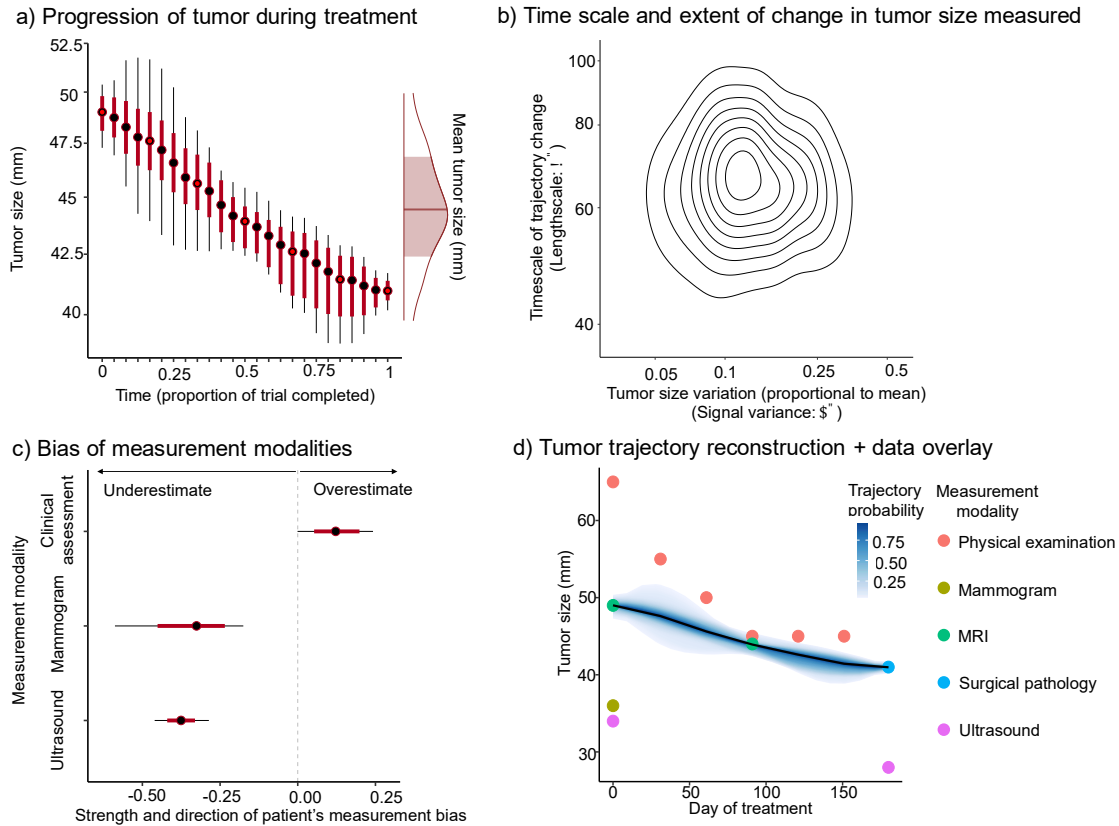 a) Progression of tumor during treatment
52.5
50
47.5
45
42.5
40
Tumor size (mm)
0
0.25
0.5
0.75
1
Time (proportion of trial completed)
Mean tumor size (mm)
b) Time scale and extent of change in tumor size measured
100
80
60
40
Timescale of trajectory change
(Lengthscale: !")
0.05
0.1
0.25
0.5
Tumor size variation (proportional to mean)
(Signal variance: $")
c) Bias of measurement modalities
Underestimate
Overestimate
Measurement modality
Clinical
assessment
Mammogram
Ultrasound
-0.50
-0.25
0.00
0.25
Strength and direction of patient's measurement bias
d) Tumor trajectory reconstruction + data overlay
60
50
40
30
Tumor size (mm)
0
50
100
150
Day of treatment
Trajectory
probability
0.75
0.50
0.25
Measurement
modality
Physical examination
Mammogram
MRI
Surgical pathology
Ultrasound